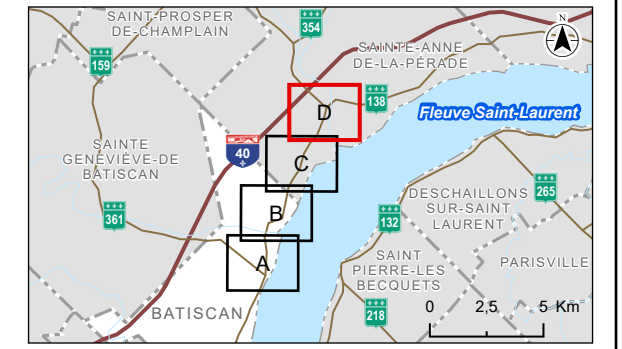 SAINT-PROSPER
DE-CHAMPLAIN
354
N
159
SAINTE-ANNE
DE-LA-PÉRADE
138
D
Fleuve Saint-Laurent
SAINTE
GENEVIÈVE-DE
BATISCAN
40
C
DESCHAILLONS
SUR-SAINT
LAURENT
265
361
B
132
SAINT
PIERRE-LES
BECQUETS
PARISVILLE
A
BATISCAN
218
0 2,5 5 Km